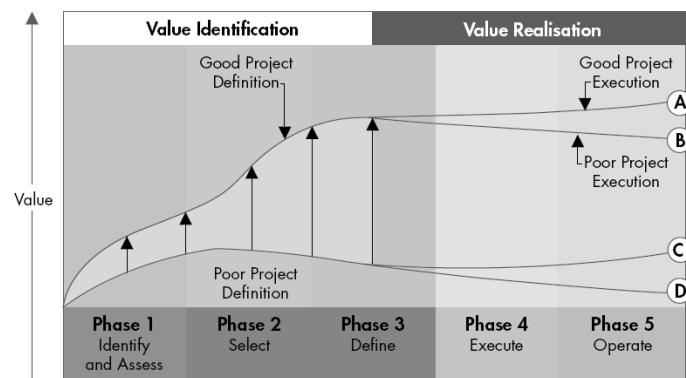 Value Identification
Value Realisation
Good Project
Definition
Good Project
Execution
A
B
Poor Project
Execution
Value
C
Poor Project
Definition
D
Phase 1
Identify
and Assess
Phase 2
Select
Phase 3
Define
Phase 4
Execute
Phase 5
Operate